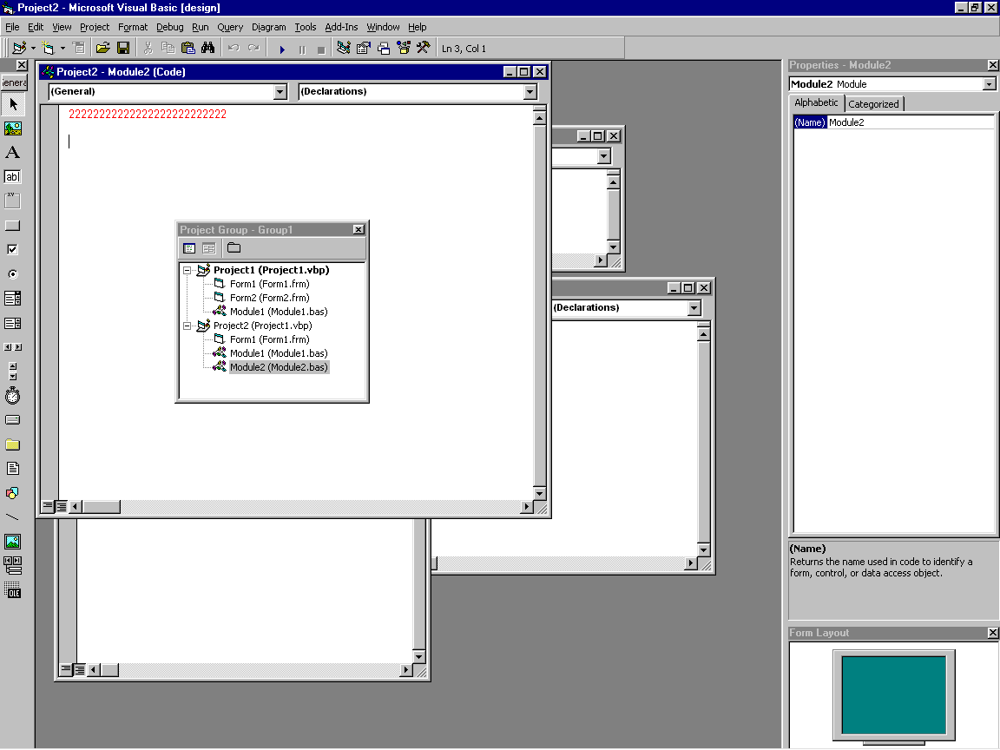 Project2 - Microsoft Visual Basic [design]
File Edit View Project Format Debug Run Query Diagram Tools Add-Ins Window Help
Ln 3, Col 1
Project2 - Module2 (Code)
(General) (Declarations)
22222222222222222222222222
Project Group - Group1
Project1 (Project1.vbp)
Form1 (Form1.frm)
Form2 (Form2.frm)
Module1 (Module1.bas)
Project2 (Project1.vbp)
Form1 (Form1.frm)
Module1 (Module1.bas)
Module2 (Module2.bas)
(Declarations)
A
ab
xv
OLE
Properties - Module2
Module2 Module
Alphabetic Categorized
(Name) Module2
(Name)
Returns the name used in code to identify a
form, control, or data access object.
Form Layout